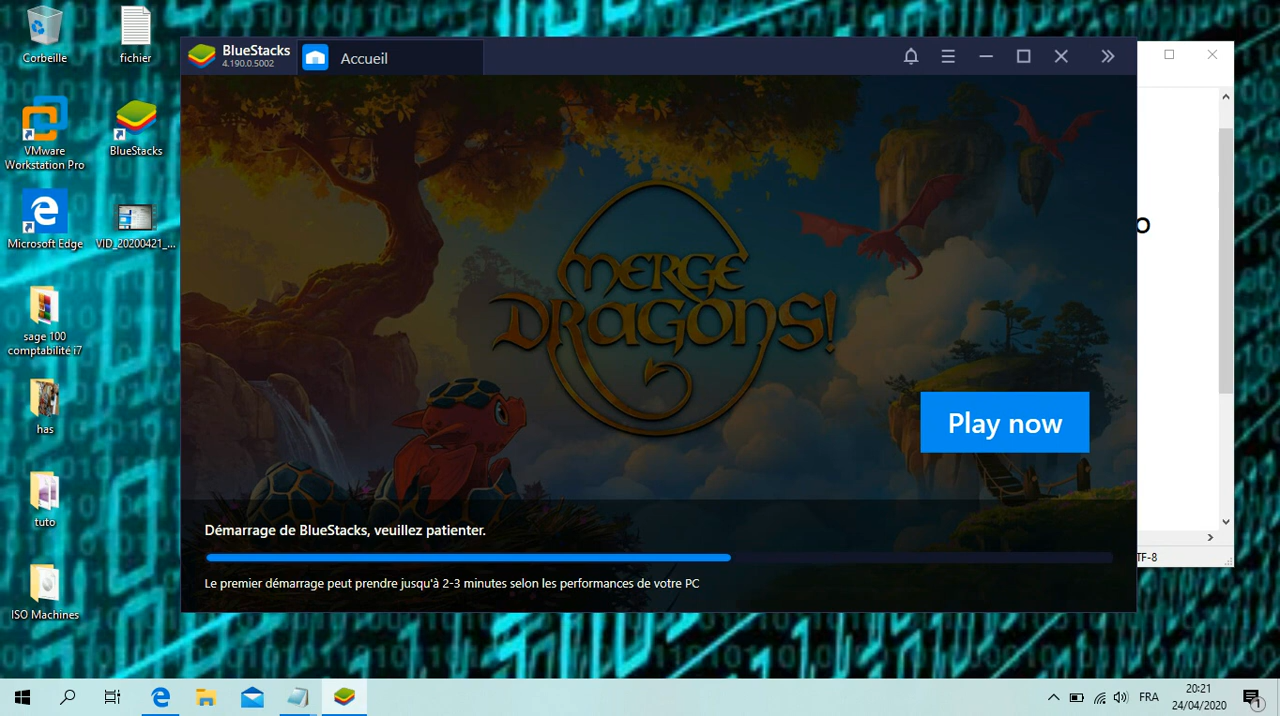 Corbeille
fichier
VMware
Workstation Pro
BlueStacks
Microsoft Edge
VID_20200421_...
sage 100
comptabilité i7
has
tuto
ISO Machines
BlueStacks
4.190.0.5002
Accueil
MERGE
DRAGONS!
Play now
Démarrage de BlueStacks, veuillez patienter.
Le premier démarrage peut prendre jusqu'à 2-3 minutes selon les performances de votre PC
o
TF-8
FRA
20:21
24/04/2020
1